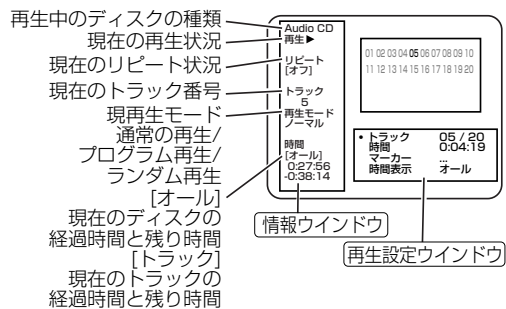 再生中のディスクの種類
現在の再生状況
現在のリピート状況
現在のトラック番号
現再生モード
通常の再生/
プログラム再生/
ランダム再生
[オール]
現在のディスクの
経過時間と残り時間
[トラック]
現在のトラックの
経過時間と残り時間
Audio CD
再生▶
リピート
[オフ]
トラック
5
再生モード
ノーマル
時間
[オール]
0:27:56
-0:38:14
情報ウインドウ
01 02 03 04 05 06 07 08 09 10
11 12 13 14 15 16 17 18 19 20
• トラック 05 / 20
時間 0:04:19
マーカー ...
時間表示 オール
再生設定ウインドウ